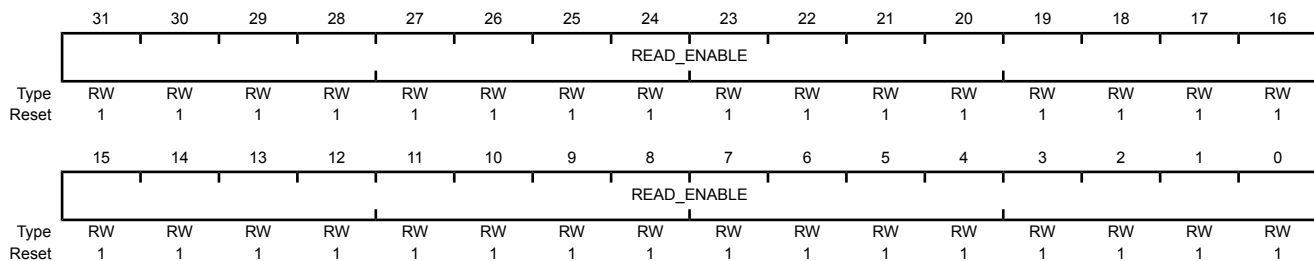 31 30 29 28 27 26 25 24 23 22 21 20 19 18 17 16
READ_ENABLE
Type RW RW RW RW RW RW RW RW RW RW RW RW RW RW RW RW
Reset 1 1 1 1 1 1 1 1 1 1 1 1 1 1 1 1
15 14 13 12 11 10 9 8 7 6 5 4 3 2 1 0
READ_ENABLE
Type RW RW RW RW RW RW RW RW RW RW RW RW RW RW RW RW
Reset 1 1 1 1 1 1 1 1 1 1 1 1 1 1 1 1